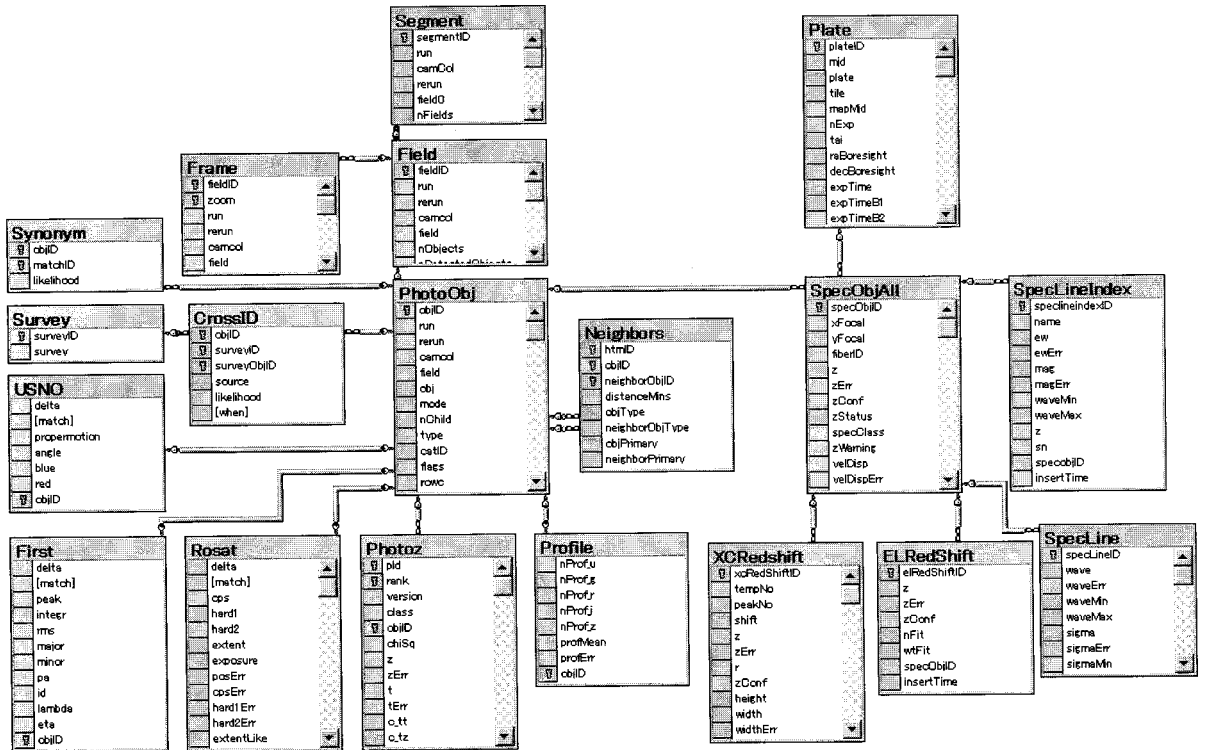 Segment
segmentID
run
camCol
rerun
field0
nFields
Plate
plateID
mid
plate
tile
mapMid
nExp
tai
raBoresight
decBoresight
expTime
expTimeB1
expTimeB2
Frame
fieldID
zoom
run
rerun
camcol
field
Field
fieldID
run
rerun
camcol
field
nObjects
Synonym
objID
matchID
likelihood
Survey
surveyID
survey
CrossID
objID
surveyID
surveyObjID
source
likelihood
[when]
PhotoObj
objID
run
rerun
camcol
field
obj
mode
nChild
type
catID
flags
rowc
Neighbors
htmID
objID
neighborObjID
distanceMins
objType
neighborObjType
objPrimary
neighborPrimary
SpecObjAll
specObjID
xFocal
yFocal
fiberID
z
zErr
zConf
zStatus
specClass
zWarning
velDisp
velDispErr
SpecLineIndex
speclineindexID
name
ew
ewErr
mag
magErr
waveMin
waveMax
z
sn
specobjID
insertTime
USNO
delta
[match]
propermotion
angle
blue
red
objID
First
delta
[match]
peak
integr
rms
major
minor
pa
id
lambda
eta
objID
Rosat
delta
[match]
cps
hard1
hard2
extent
exposure
posErr
cpsErr
hard1Err
hard2Err
extentLike
Photoz
pId
rank
version
class
objID
chiSq
z
zErr
t
tErr
c_tt
c_tz
Profile
nProf_u
nProf_g
nProf_r
nProf_i
nProf_z
profMean
profErr
objID
XCRedshift
xcRedShiftID
tempNo
peakNo
shift
z
zErr
r
zConf
height
width
widthErr
ELRedShift
elRedShiftID
z
zErr
zConf
nFit
wtFit
specObjID
insertTime
SpecLine
specLineID
wave
waveErr
waveMin
waveMax
sigma
sigmaErr
sigmaMin